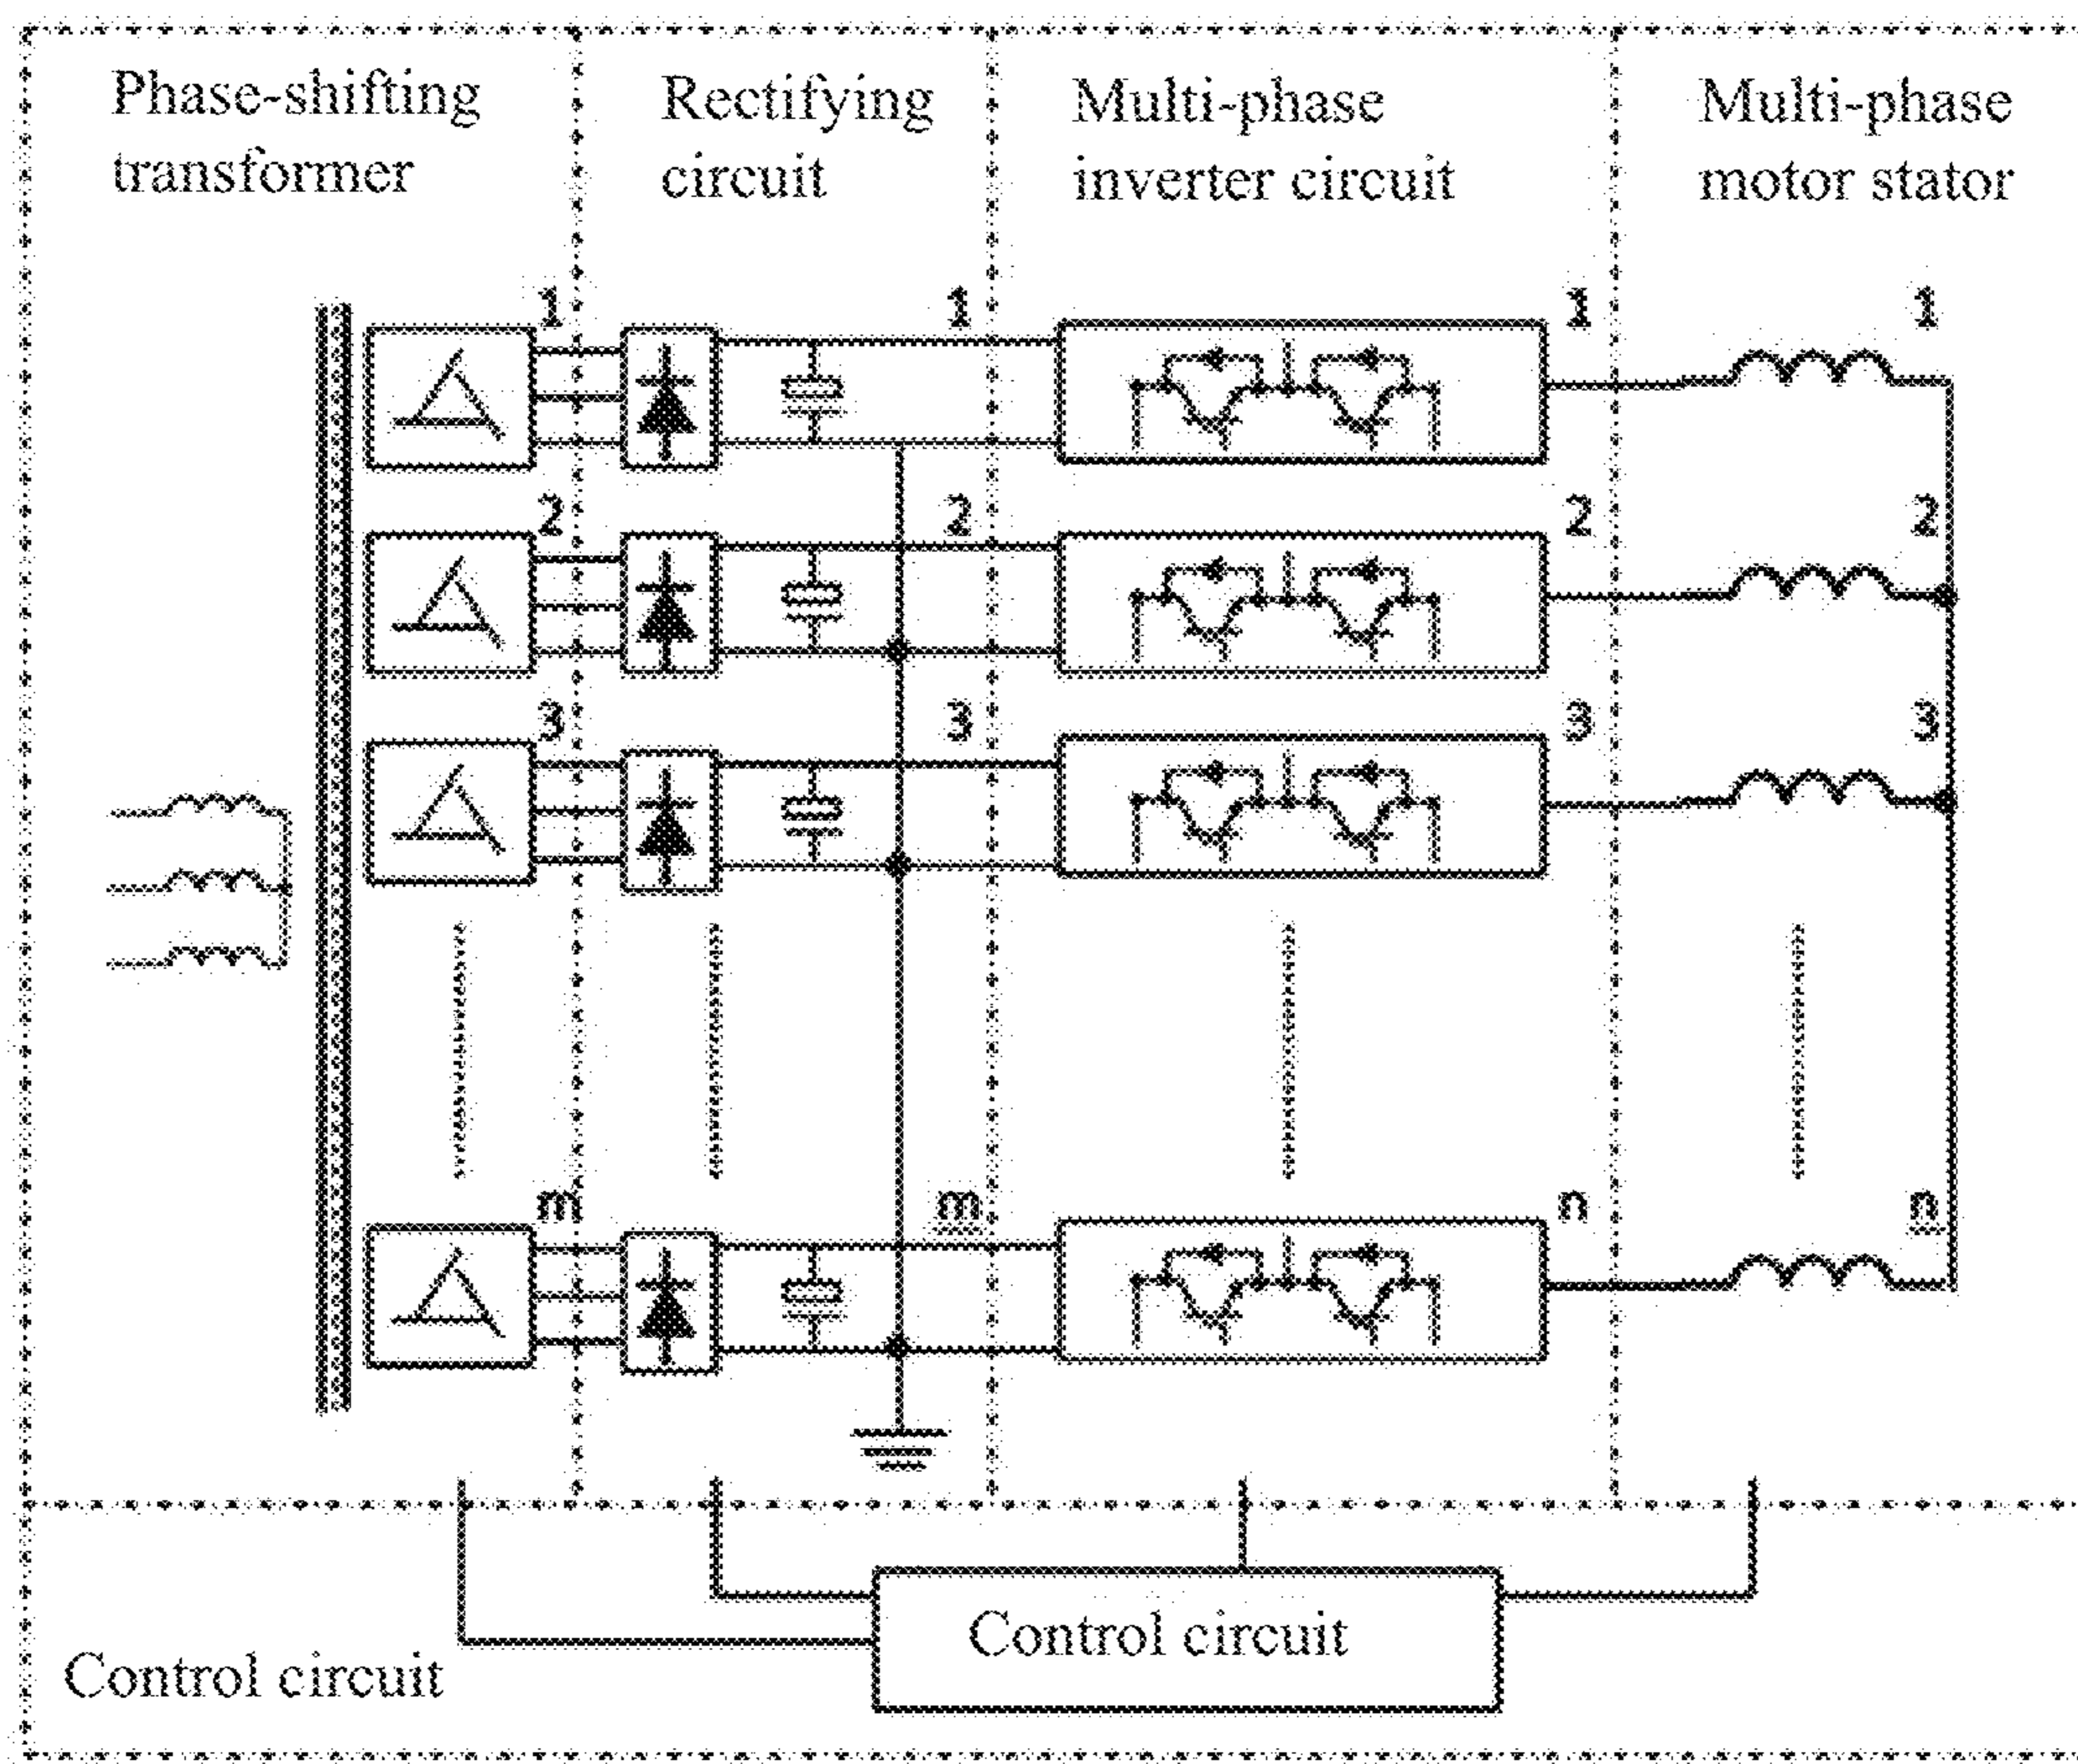 Phase-shifting
transformer
Rectifying
circuit
Multi-phase
inverter circuit
Multi-phase
motor stator
1 1 1 1
2 2 2 2
3 3 3 3
m m n n
Control circuit
Control circuit